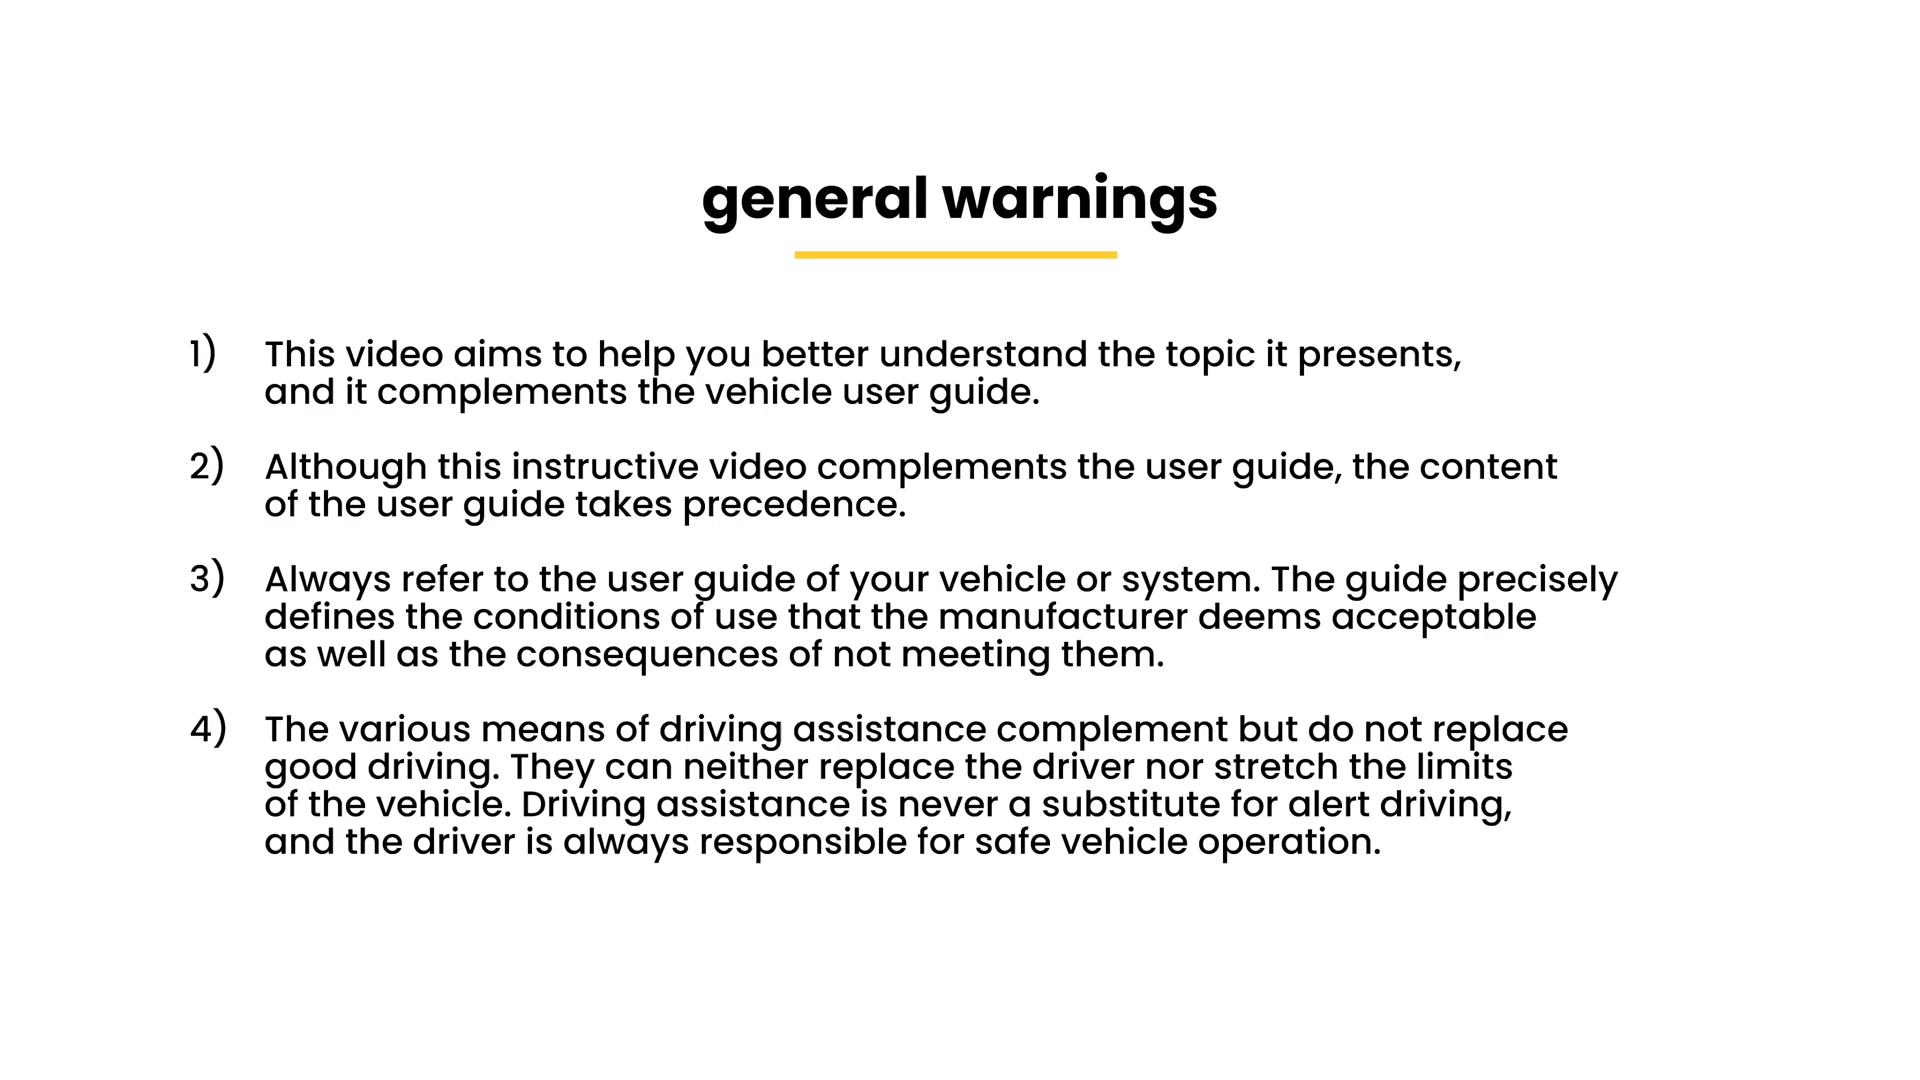 general warnings
1) This video aims to help you better understand the topic it presents,
and it complements the vehicle user guide.
2) Although this instructive video complements the user guide, the content
of the user guide takes precedence.
3) Always refer to the user guide of your vehicle or system. The guide precisely
defines the conditions of use that the manufacturer deems acceptable
as well as the consequences of not meeting them.
4) The various means of driving assistance complement but do not replace
good driving. They can neither replace the driver nor stretch the limits
of the vehicle. Driving assistance is never a substitute for alert driving,
and the driver is always responsible for safe vehicle operation.